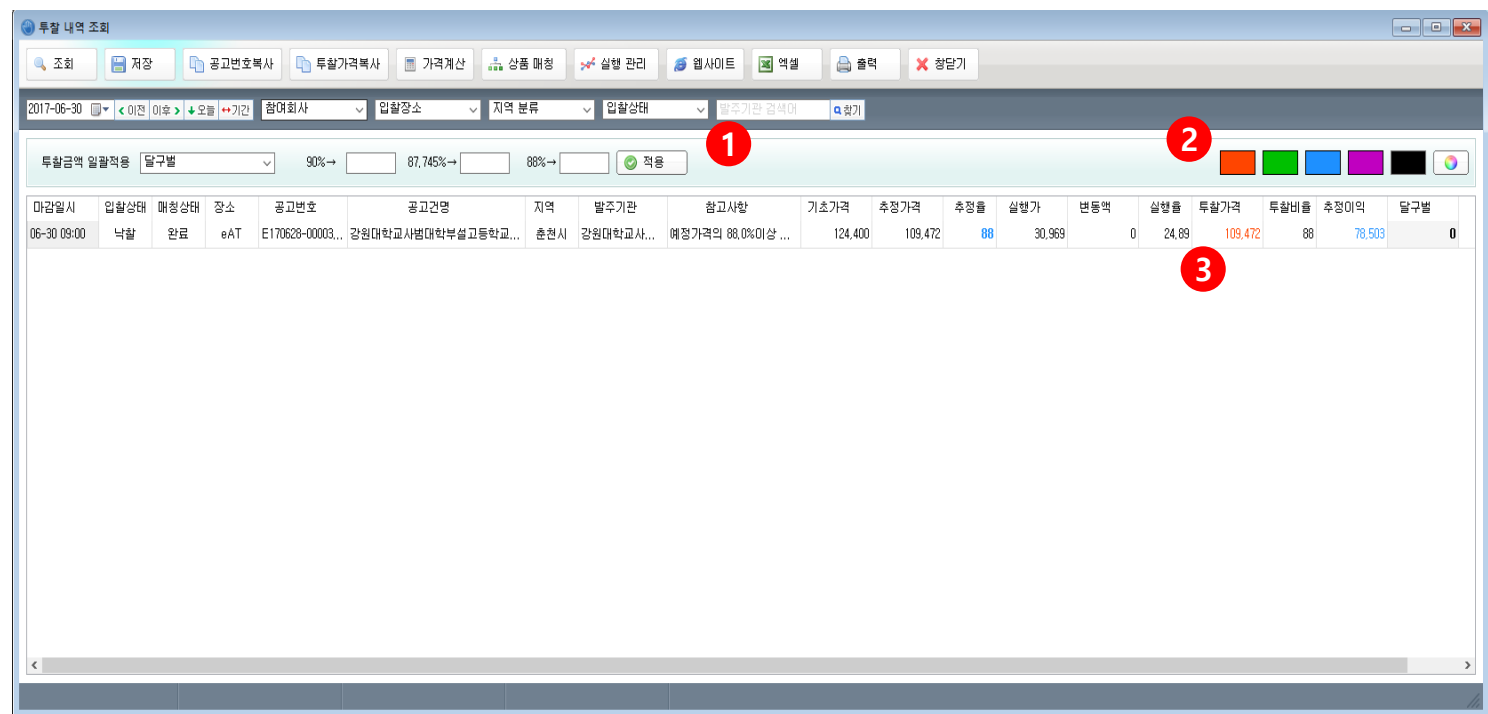 투찰 내역 조회
조회 저장 공고번호복사 투찰가격복사 가격계산 상품 매칭 실행 관리 웹사이트 엑셀 출력 창닫기
2017-06-30 이전 이후 오늘 기간 참여회사 입찰장소 지역 분류 입찰상태 발주기관 검색어 찾기
1 2
투찰금액 일괄적용 달구벌 90%→ 87,745%→ 88%→ 적용
마감일시 입찰상태 매칭상태 장소 공고번호 공고건명 지역 발주기관 참고사항 기초가격 추정가격 추정율 실행가 변동액 실행율 투찰가격 투찰비율 추정이익 달구벌
06-30 09:00 낙찰 완료 eAT E170628-00003... 강원대학교사범대학부설고등학교... 춘천시 강원대학교사... 예정가격의 88,0%이상 ... 124,400 109,472 88 30,969 0 24,89 109,472 88 78,503 0
3